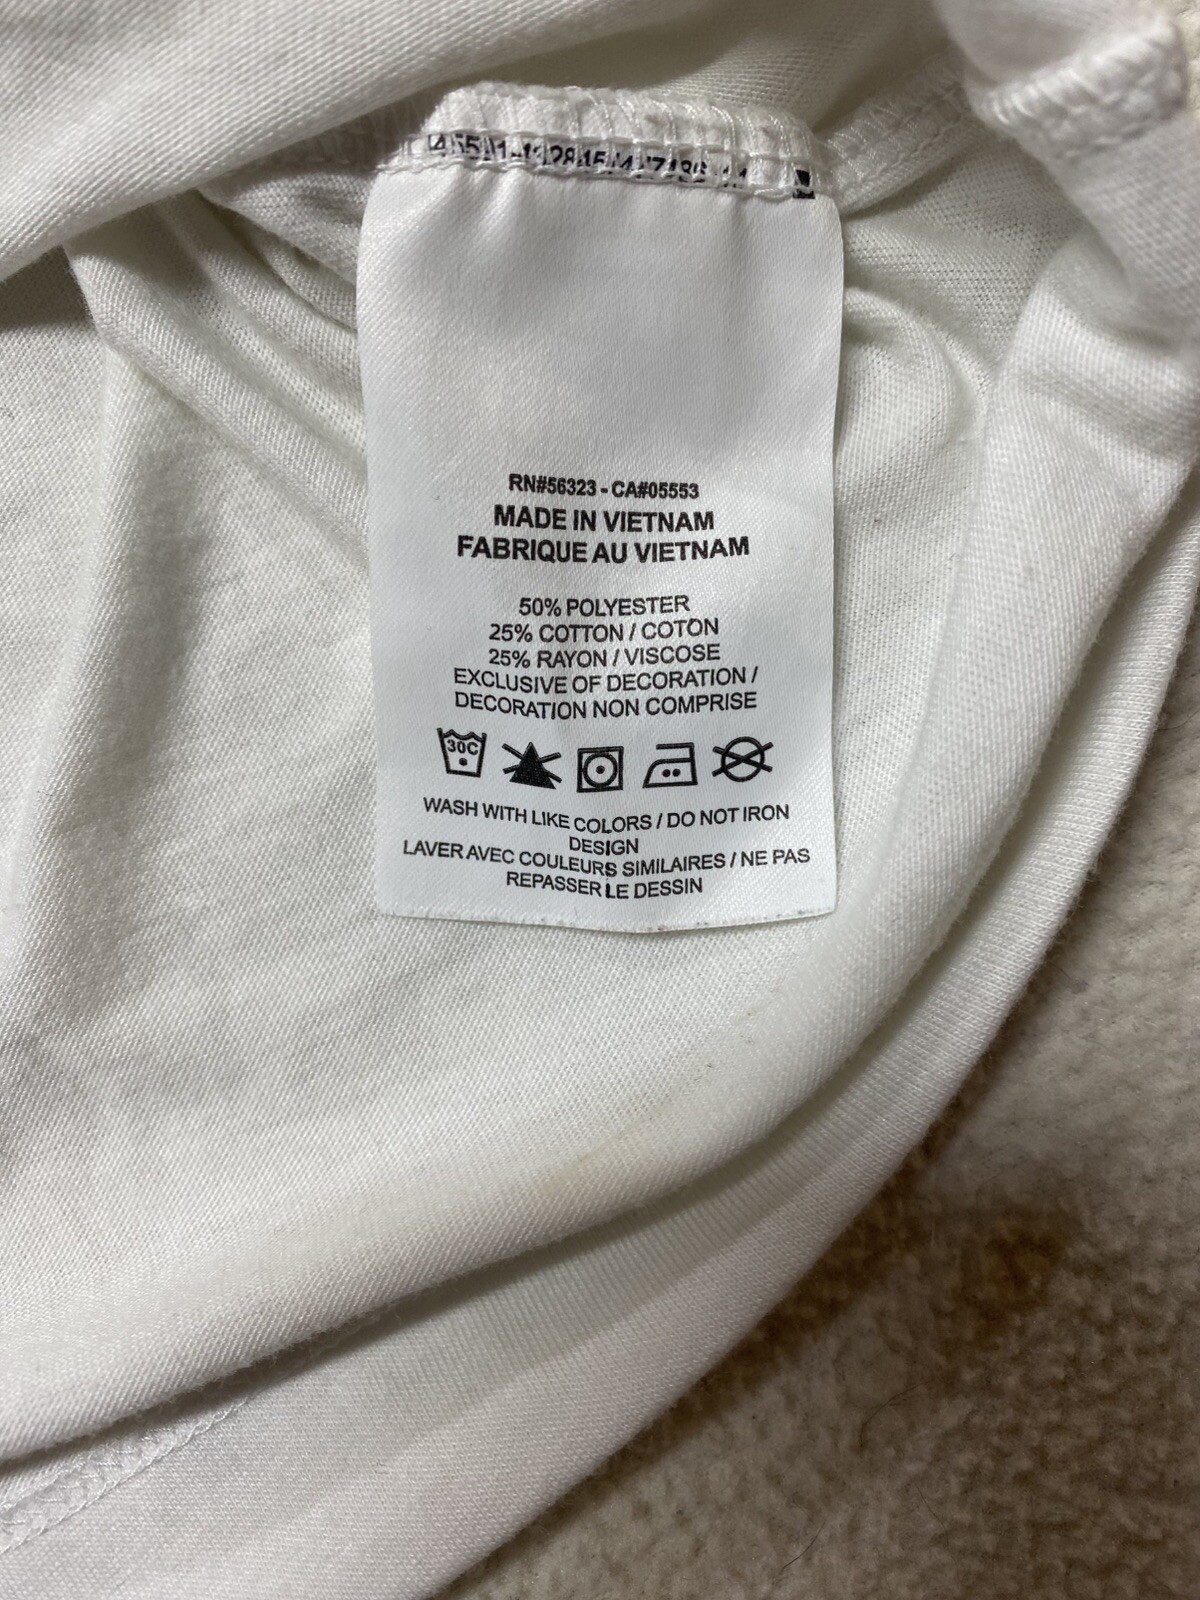 RN#56323 - CA#05553
MADE IN VIETNAM
FABRIQUE AU VIETNAM
50% POLYESTER
25% COTTON / COTON
25% RAYON / VISCOSE
EXCLUSIVE OF DECORATION /
DECORATION NON COMPRISE
30C
WASH WITH LIKE COLORS / DO NOT IRON
DESIGN
LAVER AVEC COULEURS SIMILAIRES / NE PAS
REPASSER LE DESSIN